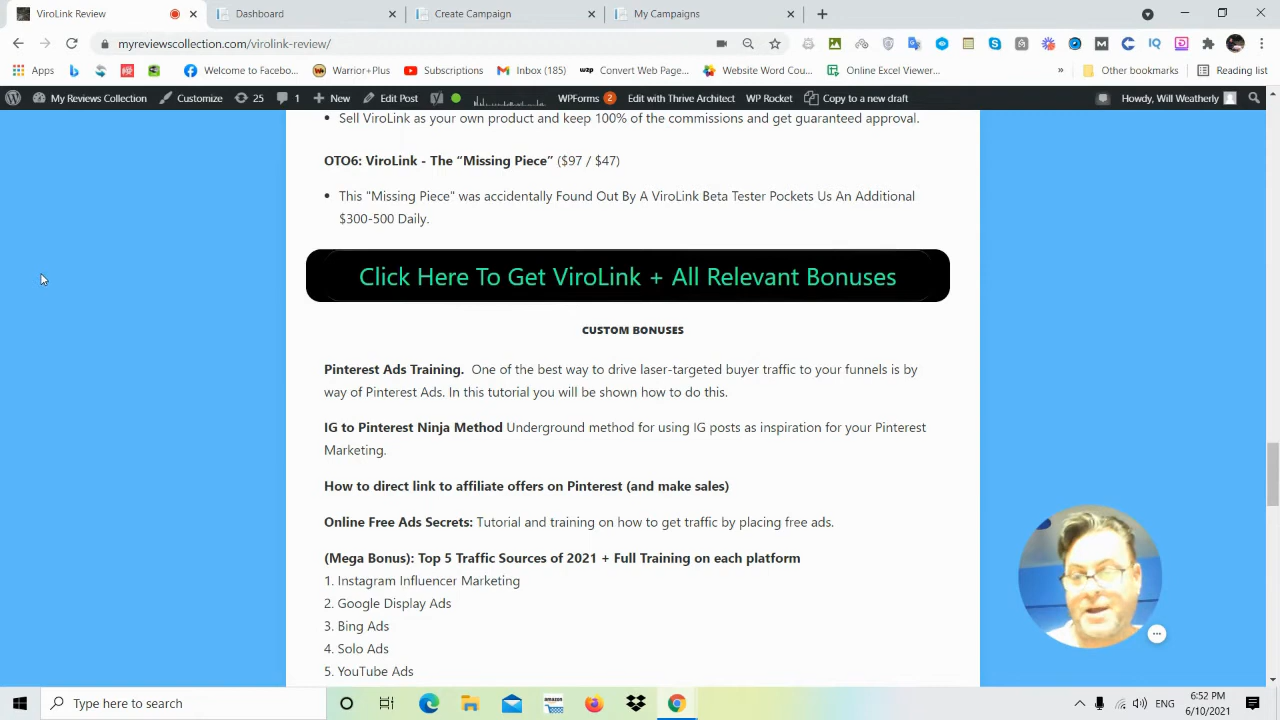 ViroLink Review
Dashboard
Create Campaign
My Campaigns
myreviewscollection.com/virolink-review/
Apps
Welcome to Facebo...
Warrior+Plus
Subscriptions
Inbox (185)
wzp Convert Web Page...
Website Word Cou...
Online Excel Viewer...
»
Other bookmarks
Reading list
My Reviews Collection
Customize
25
1
New
Edit Post
WPForms 2
Edit with Thrive Architect
WP Rocket
Copy to a new draft
Howdy, Will Weatherly
• Sell ViroLink as your own product and keep 100% of the commissions and get guaranteed approval.
OTO6: ViroLink - The “Missing Piece” ($97 / $47)
• This "Missing Piece" was accidentally Found Out By A ViroLink Beta Tester Pockets Us An Additional
$300-500 Daily.
Click Here To Get ViroLink + All Relevant Bonuses
CUSTOM BONUSES
Pinterest Ads Training. One of the best way to drive laser-targeted buyer traffic to your funnels is by
way of Pinterest Ads. In this tutorial you will be shown how to do this.
IG to Pinterest Ninja Method Underground method for using IG posts as inspiration for your Pinterest
Marketing.
How to direct link to affiliate offers on Pinterest (and make sales)
Online Free Ads Secrets: Tutorial and training on how to get traffic by placing free ads.
(Mega Bonus): Top 5 Traffic Sources of 2021 + Full Training on each platform
1. Instagram Influencer Marketing
2. Google Display Ads
3. Bing Ads
4. Solo Ads
5. YouTube Ads
Type here to search
amazon
ENG
6:52 PM
6/10/2021